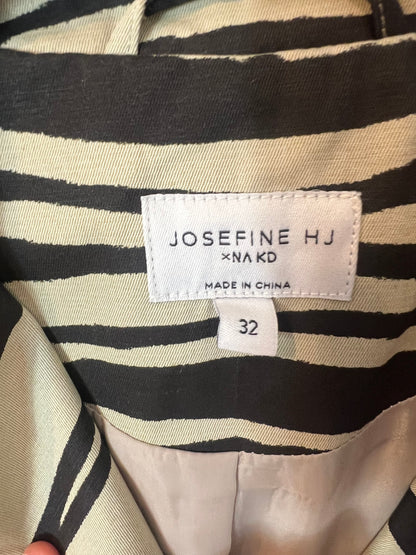 JOSEFINE HJ
×NA KD
MADE IN CHINA
32